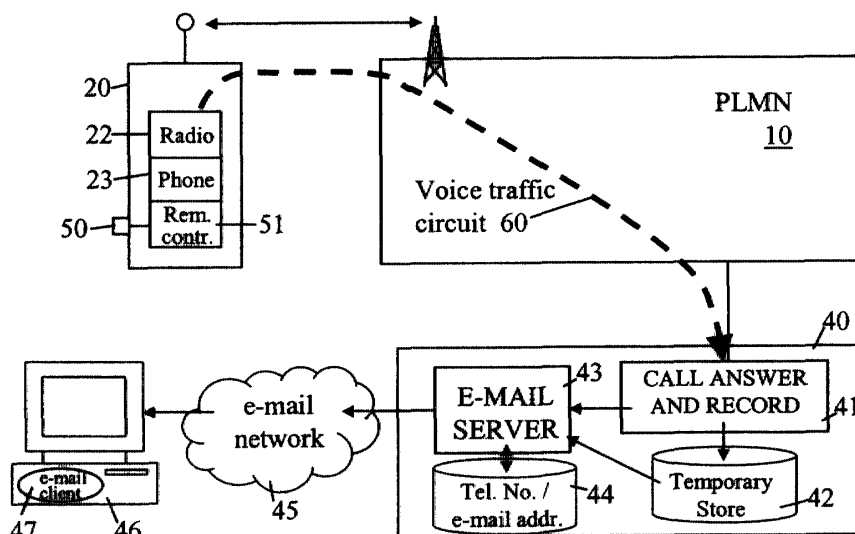 20
22
Radio
23
Phone
50
Rem.
contr.
51
PLMN
10
Voice traffic
circuit 60
40
43
E-MAIL
SERVER
CALL ANSWER
AND RECORD
41
e-mail
network
45
Tel. No. /
e-mail addr.
44
Temporary
Store
42
e-mail
client
47
46